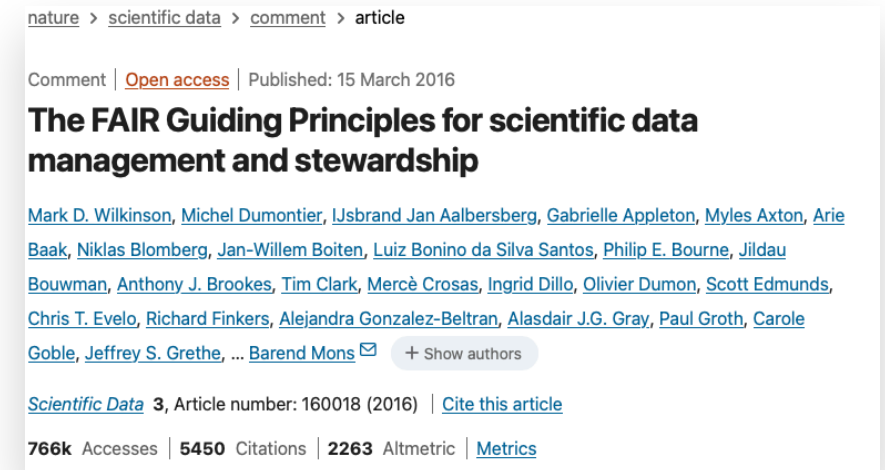 nature > scientific data > comment > article
Comment | Open access | Published: 15 March 2016
The FAIR Guiding Principles for scientific data
management and stewardship
Mark D. Wilkinson, Michel Dumontier, IJsbrand Jan Aalbersberg, Gabrielle Appleton, Myles Axton, Arie
Baak, Niklas Blomberg, Jan-Willem Boiten, Luiz Bonino da Silva Santos, Philip E. Bourne, Jildau
Bouwman, Anthony J. Brookes, Tim Clark, Mercè Crosas, Ingrid Dillo, Olivier Dumon, Scott Edmunds,
Chris T. Evelo, Richard Finkers, Alejandra Gonzalez-Beltran, Alasdair J.G. Gray, Paul Groth, Carole
Goble, Jeffrey S. Grethe, ... Barend Mons + Show authors
Scientific Data 3, Article number: 160018 (2016) | Cite this article
766k Accesses | 5450 Citations | 2263 Altmetric | Metrics